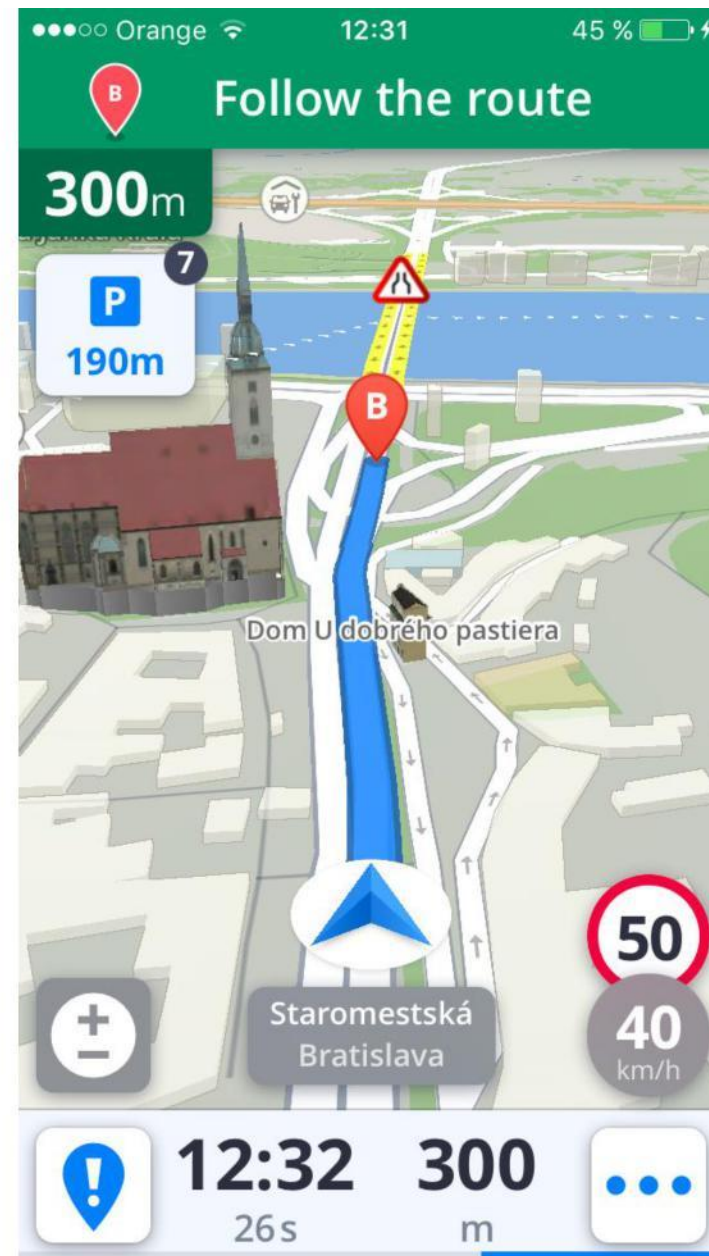 Orange 12:31 45 %
B Follow the route
300m
7
P
190m
B
Dom U dobrého pastiera
50
Staromestská
Bratislava
40
km/h
12:32 300
26s m